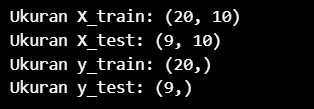 Ukuran X_train: (20, 10)
Ukuran X_test: (9, 10)
Ukuran y_train: (20,)
Ukuran y_test: (9,)